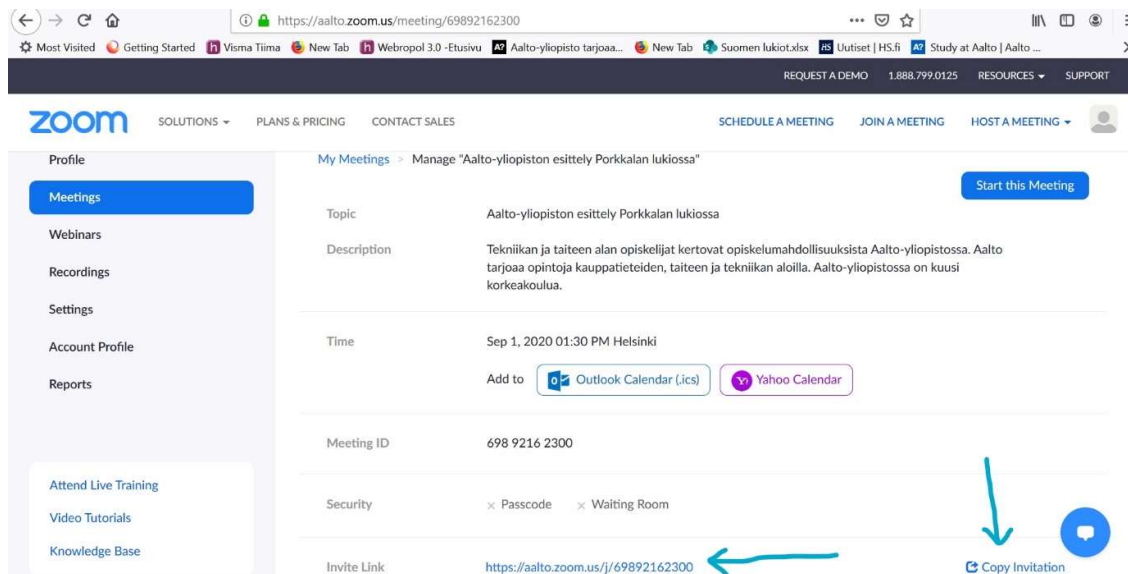 https://aalto.zoom.us/meeting/69892162300
Most Visited Getting Started Visma Tiima New Tab Webropol 3.0 -Etusivu Aalto-yliopisto tarjoaa... New Tab Suomen lukiot.xlsx Uutiset | HS.fi Study at Aalto | Aalto ...
REQUEST A DEMO 1.888.799.0125 RESOURCES SUPPORT
zoom SOLUTIONS PLANS & PRICING CONTACT SALES SCHEDULE A MEETING JOIN A MEETING HOST A MEETING
Profile
Meetings
Webinars
Recordings
Settings
Account Profile
Reports
Attend Live Training
Video Tutorials
Knowledge Base
My Meetings > Manage "Aalto-yliopiston esittely Porkkalan lukiossa"
Start this Meeting
Topic Aalto-yliopiston esittely Porkkalan lukiossa
Description Tekniikan ja taiteen alan opiskelijat kertovat opiskelumahdollisuuksista Aalto-yliopistossa. Aalto
tarjoaa opintoja kauppatieteiden, taiteen ja tekniikan aloilla. Aalto-yliopistossa on kuusi
korkeakoulua.
Time Sep 1, 2020 01:30 PM Helsinki
Add to Outlook Calendar (.ics) Yahoo Calendar
Meeting ID 698 9216 2300
Security × Passcode × Waiting Room
Invite Link https://aalto.zoom.us/j/69892162300 Copy Invitation